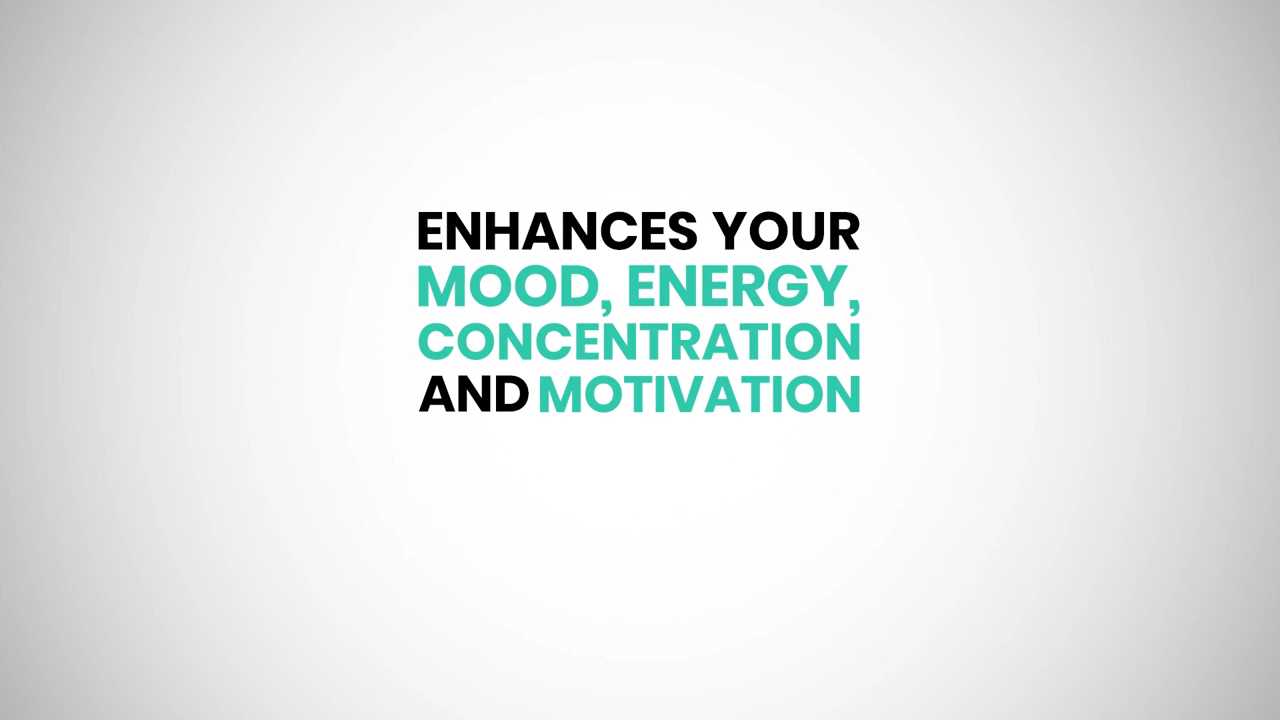 ENHANCES YOUR
MOOD, ENERGY,
CONCENTRATION
AND MOTIVATION